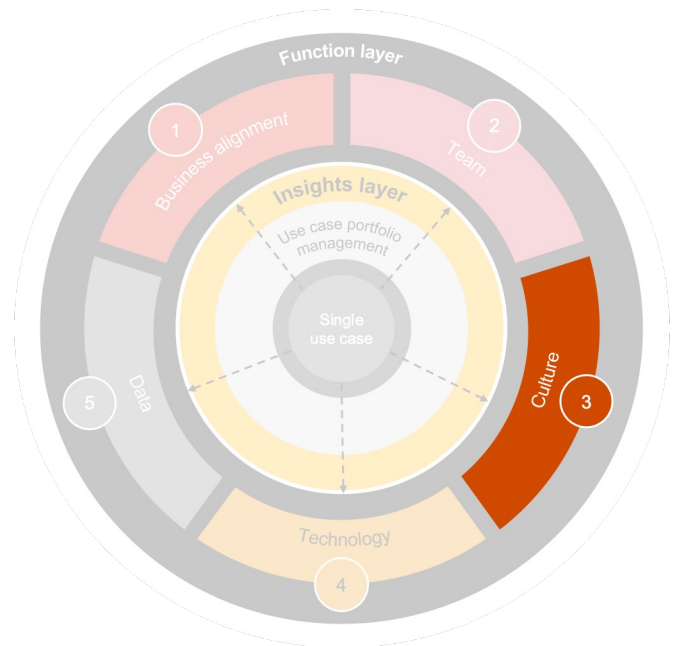 Function layer
1
Business alignment
2
Team
Insights layer
Use case portfolio
management
Single
use case
Culture
3
Data
5
Technology
4